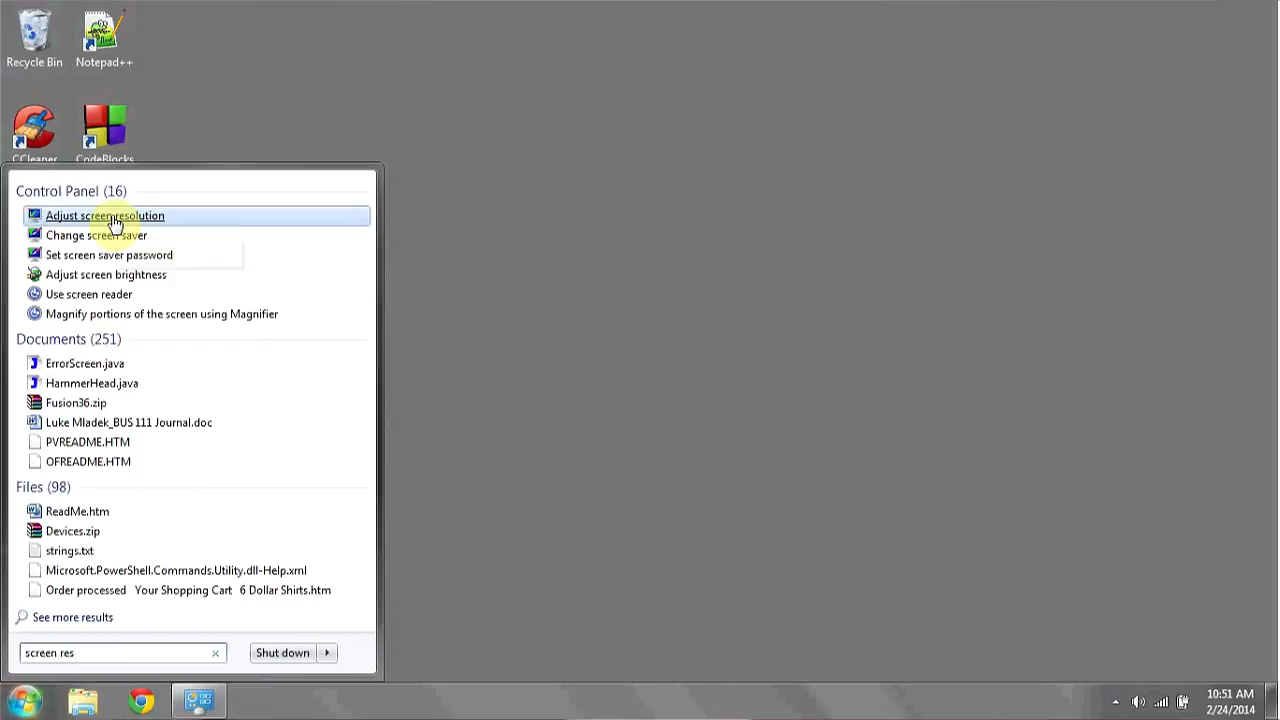 Recycle Bin
Notepad++
CCleaner
CodeBlocks
Control Panel (16)
Adjust screen resolution
Change screen saver
Set screen saver password
Adjust screen brightness
Use screen reader
Magnify portions of the screen using Magnifier
Documents (251)
ErrorScreen.java
HammerHead.java
Fusion36.zip
Luke Mladek_BUS 111 Journal.doc
PVREADME.HTM
OFREADME.HTM
Files (98)
ReadMe.htm
Devices.zip
strings.txt
Microsoft.PowerShell.Commands.Utility.dll-Help.xml
Order processed   Your Shopping Cart   6 Dollar Shirts.htm
See more results
screen res
Shut down
10:51 AM
2/24/2014